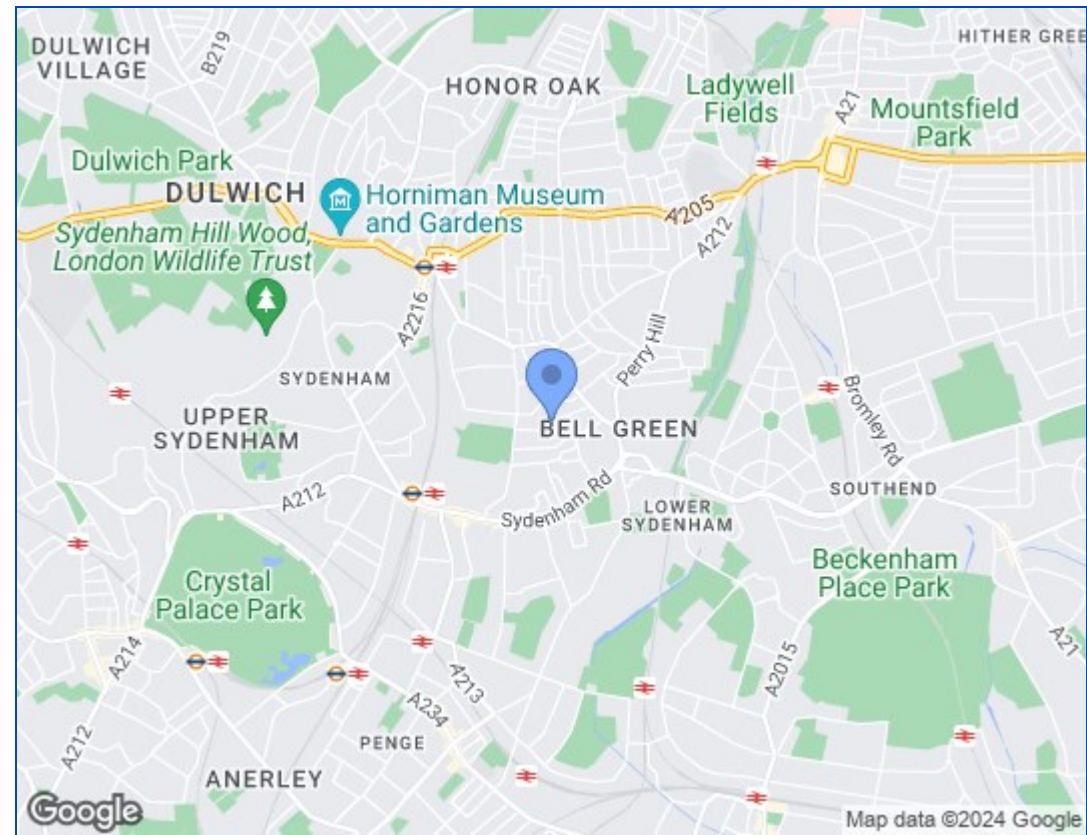 DULWICH
VILLAGE
B219
HONOR OAK
Ladywell
Fields
A21
HITHER GREE
Mountsfield
Park
Dulwich Park
DULWICH
Horniman Museum
and Gardens
Sydenham Hill Wood,
London Wildlife Trust
A205
A212
A2216
Perry Hill
SYDENHAM
UPPER
SYDENHAM
BELL GREEN
Bromley Rd
A212
Sydenham Rd
LOWER
SYDENHAM
SOUTHEND
Crystal
Palace Park
Beckenham
Place Park
A214
A213
A2015
A21
A234
A212
PENGE
ANERLEY
Google
Map data ©2024 Google